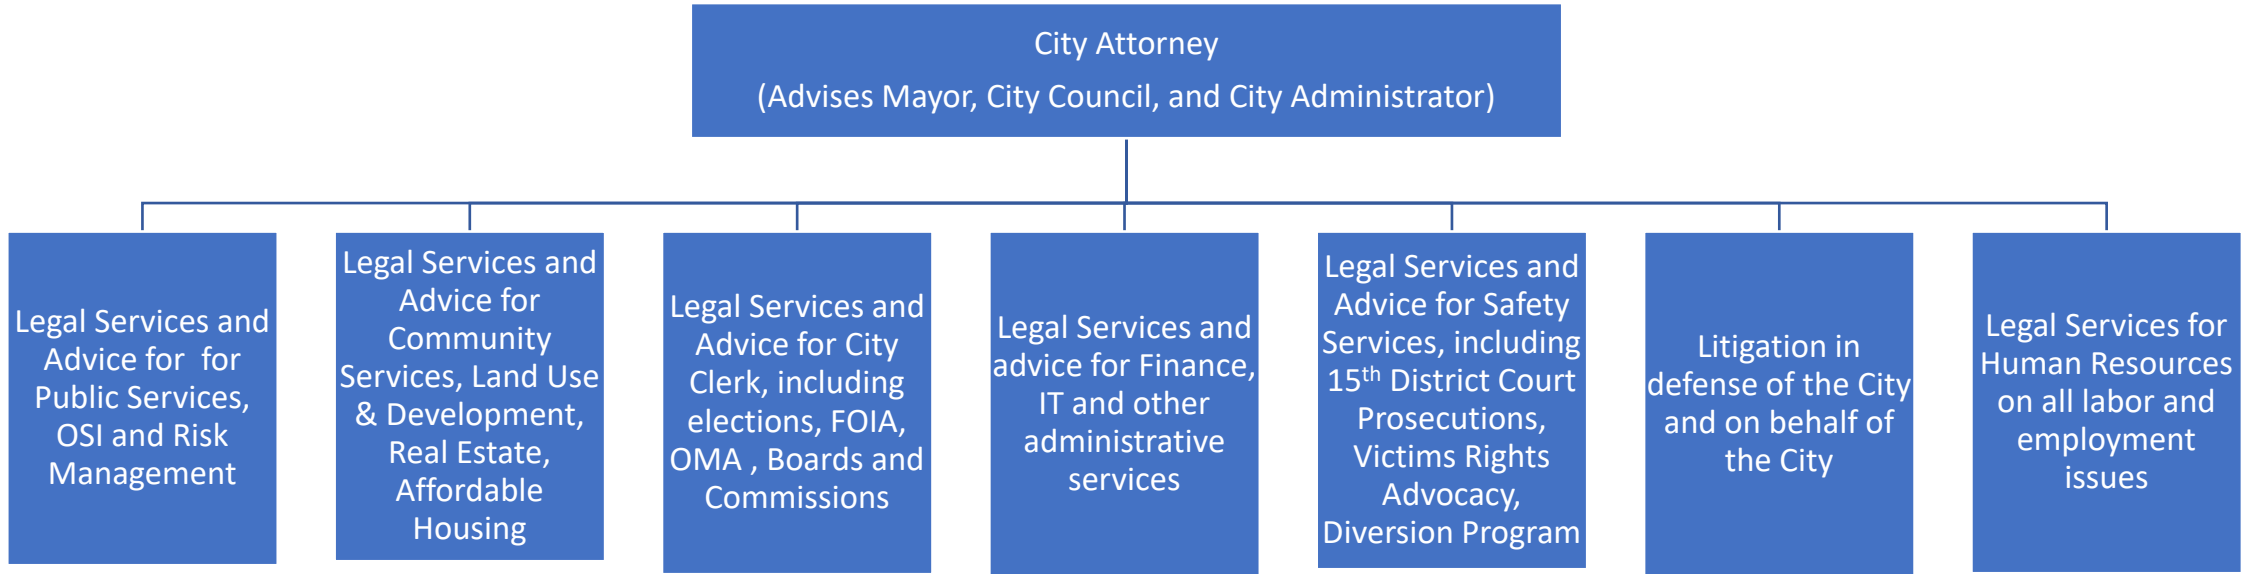 City Attorney
(Advises Mayor, City Council, and City Administrator)
Legal Services and
Advice for  for
Public Services,
OSI and Risk
Management
Legal Services and
Advice for
Community
Services, Land Use
& Development,
Real Estate,
Affordable
Housing
Legal Services and
Advice for City
Clerk, including
elections, FOIA,
OMA , Boards and
Commissions
Legal Services and
advice for Finance,
IT and other
administrative
services
Legal Services and
Advice for Safety
Services, including
15th District Court
Prosecutions,
Victims Rights
Advocacy,
Diversion Program
Litigation in
defense of the City
and on behalf of
the City
Legal Services for
Human Resources
on all labor and
employment
issues